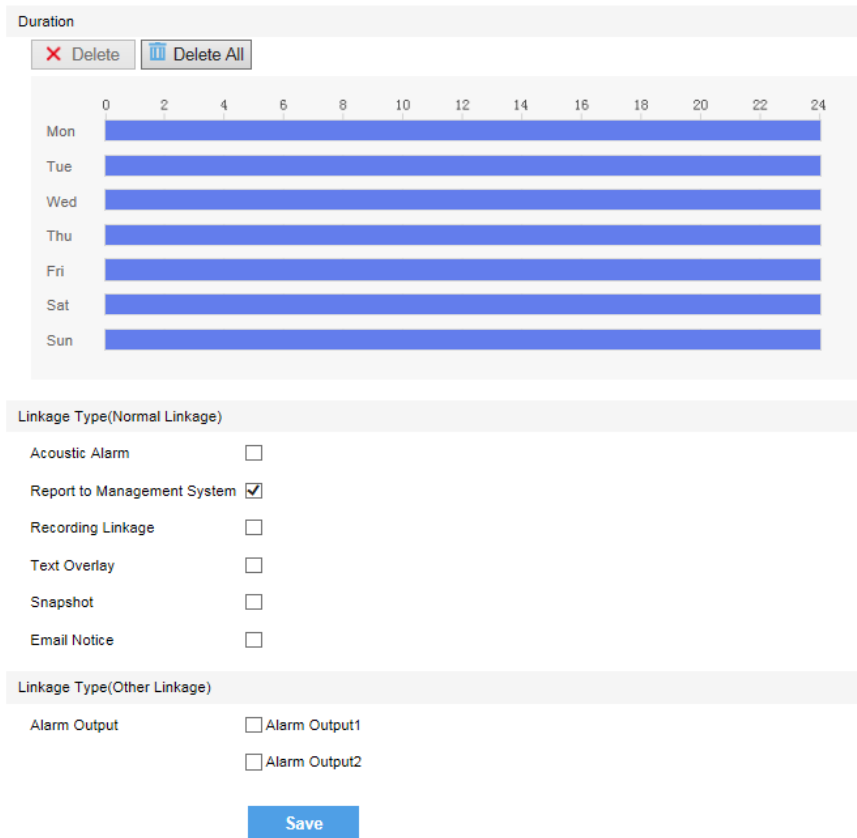 Duration
Delete Delete All
0 2 4 6 8 10 12 14 16 18 20 22 24
Mon
Tue
Wed
Thu
Fri
Sat
Sun
Linkage Type(Normal Linkage)
Acoustic Alarm
Report to Management System
Recording Linkage
Text Overlay
Snapshot
Email Notice
Linkage Type(Other Linkage)
Alarm Output Alarm Output1
Alarm Output2
Save